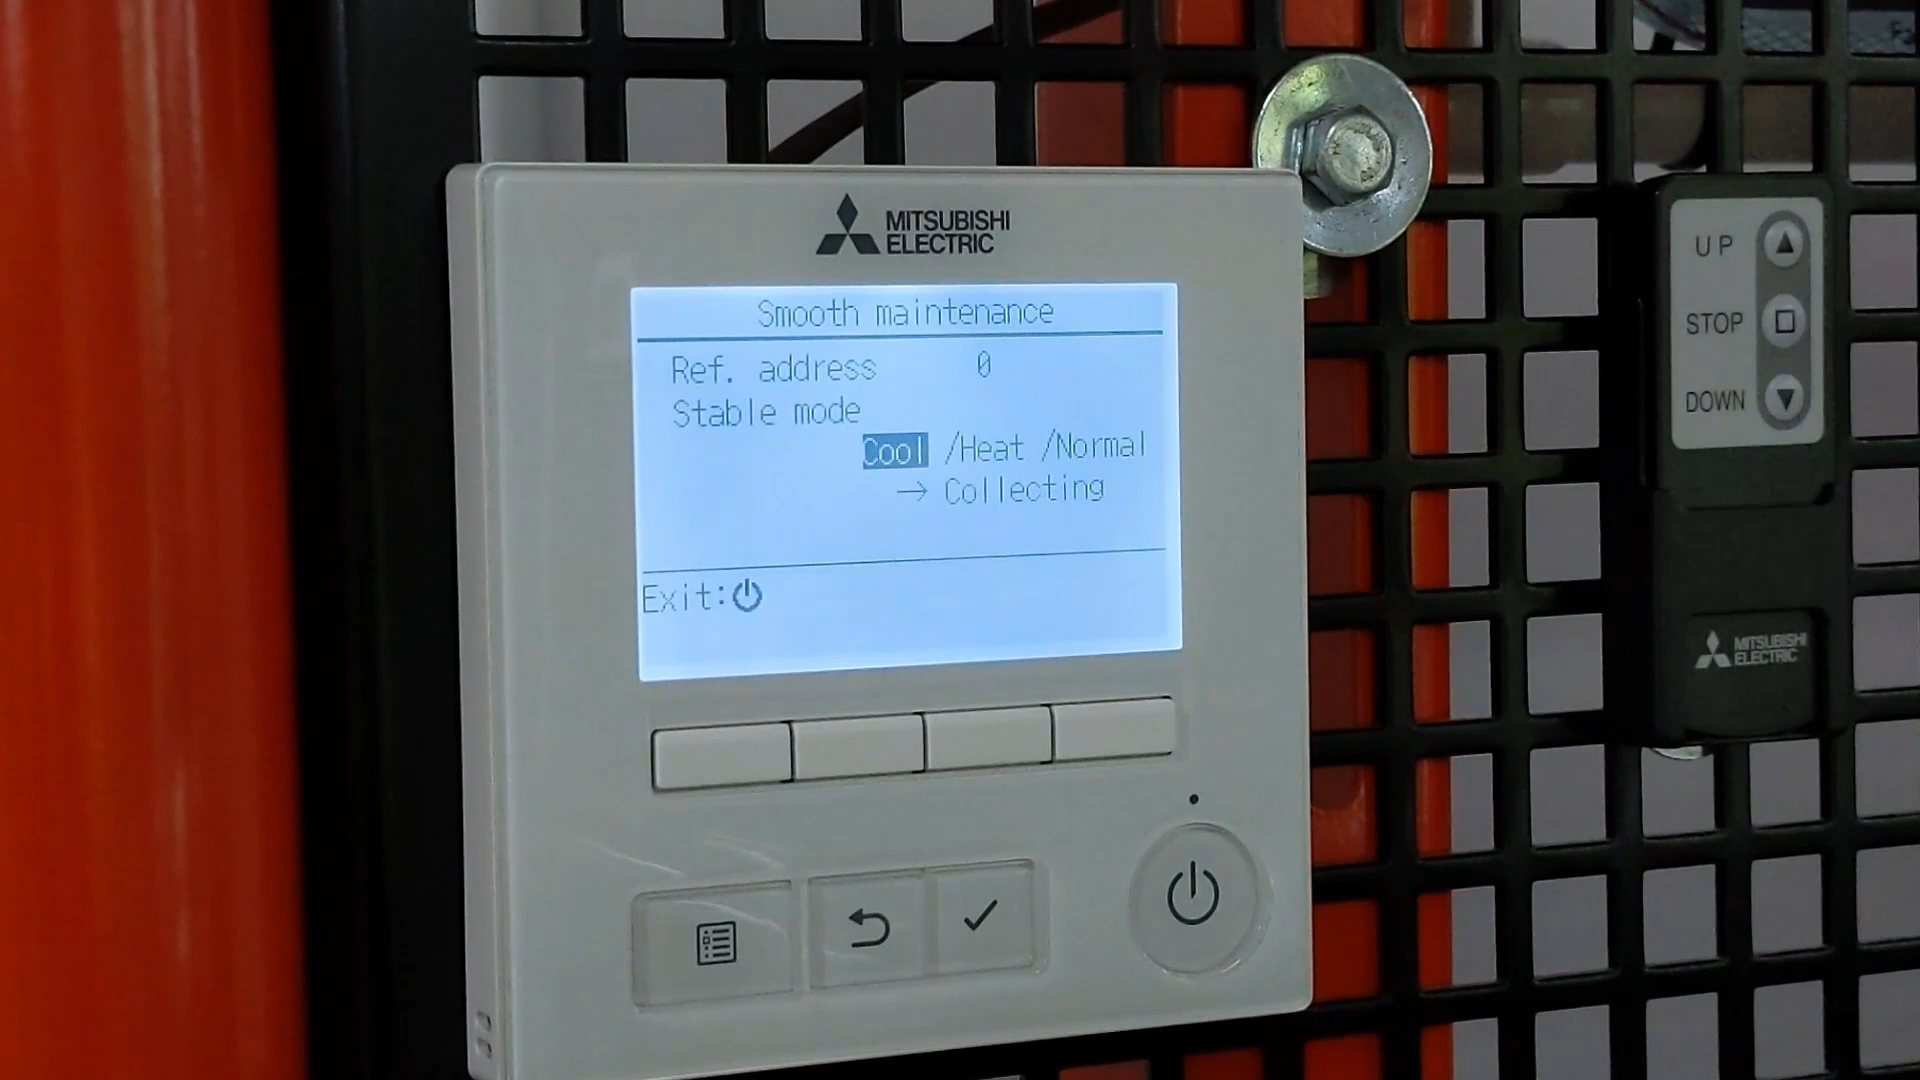 MITSUBISHI
ELECTRIC
Smooth maintenance
Ref. address 0
Stable mode
Cool /Heat /Normal
→ Collecting
Exit:
UP
STOP
DOWN
MITSUBISHI
ELECTRIC